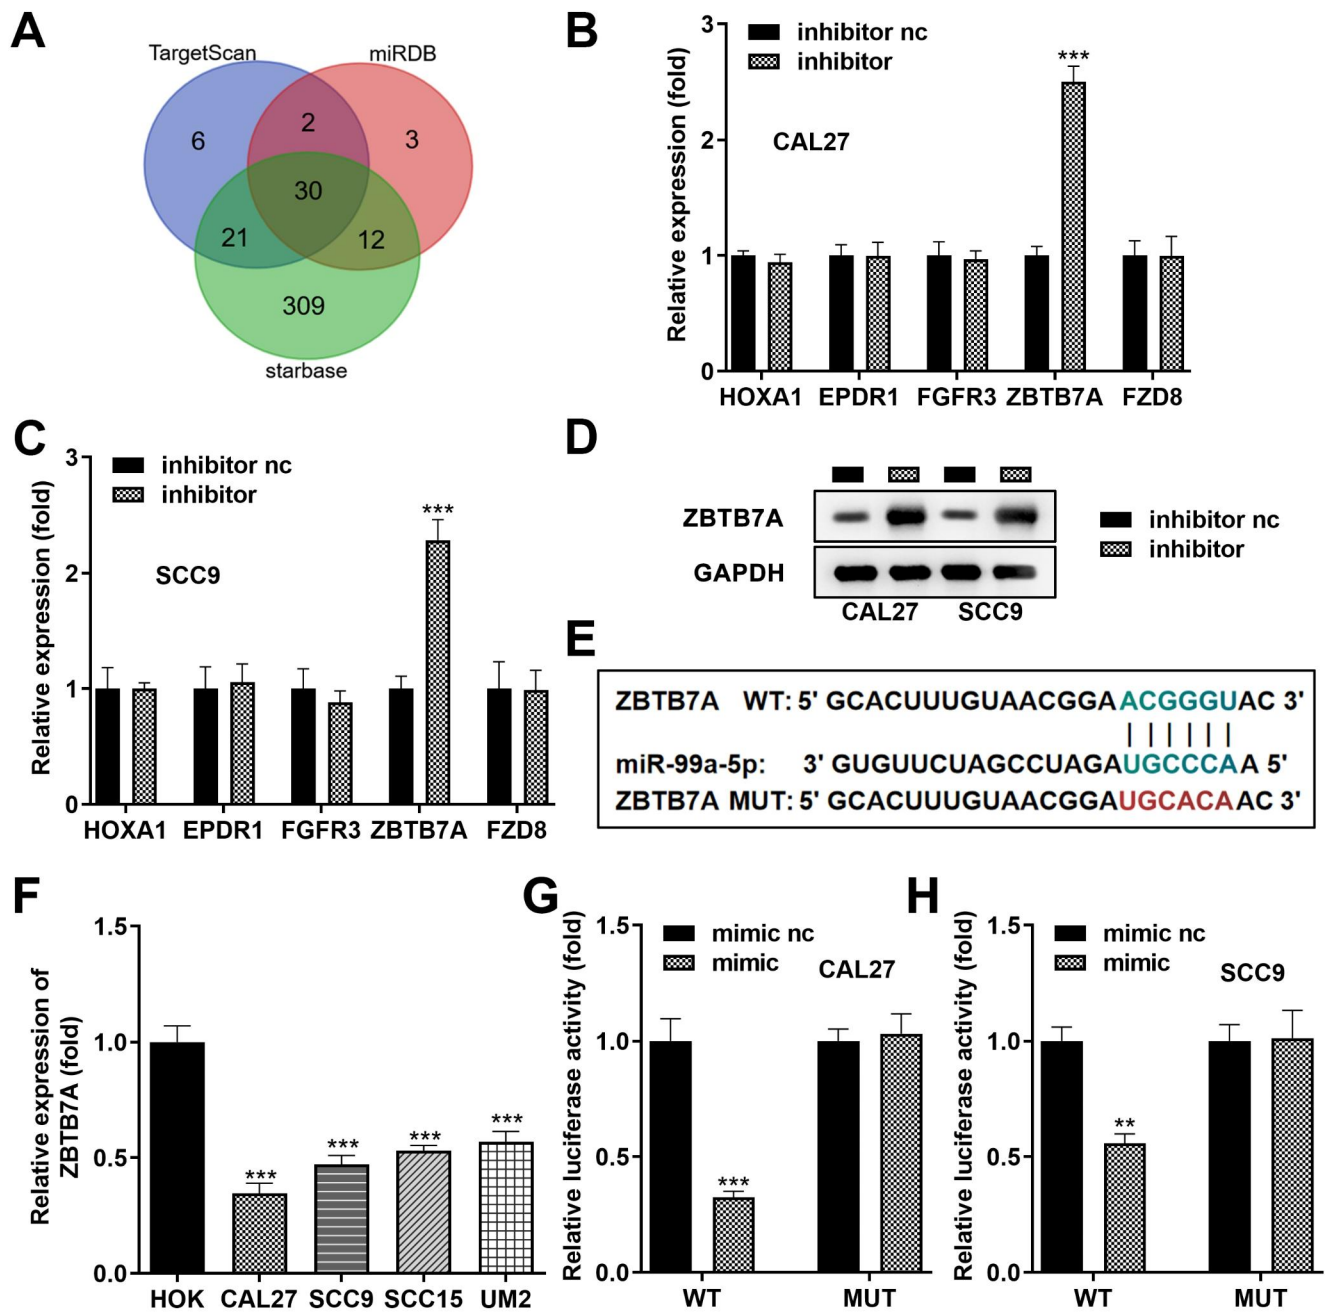 A
TargetScan
miRDB
6
2
3
30
21
12
309
starbase
B
Relative expression (fold)
3
2
1
0
inhibitor nc
inhibitor
CAL27
***
HOXA1 EPDR1 FGFR3 ZBTB7A FZD8
C
Relative expression (fold)
3
2
1
0
inhibitor nc
inhibitor
SCC9
***
HOXA1 EPDR1 FGFR3 ZBTB7A FZD8
D
ZBTB7A
GAPDH
CAL27 SCC9
inhibitor nc
inhibitor
E
ZBTB7A WT: 5' GCACUUUGUAACGGAACGGGUAC 3'
miR-99a-5p: 3' GUGUUCUAGCCUAGAUGCCCAA 5'
ZBTB7A MUT: 5' GCACUUUGUAACGGAUGCACAAC 3'
F
Relative expression of
ZBTB7A (fold)
1.5
1.0
0.5
0.0
***
***
***
***
HOK CAL27 SCC9 SCC15 UM2
G
Relative luciferase activity (fold)
1.5
1.0
0.5
0.0
mimic nc
mimic
CAL27
***
WT MUT
H
Relative luciferase activity (fold)
1.5
1.0
0.5
0.0
mimic nc
mimic
SCC9
**
WT MUT